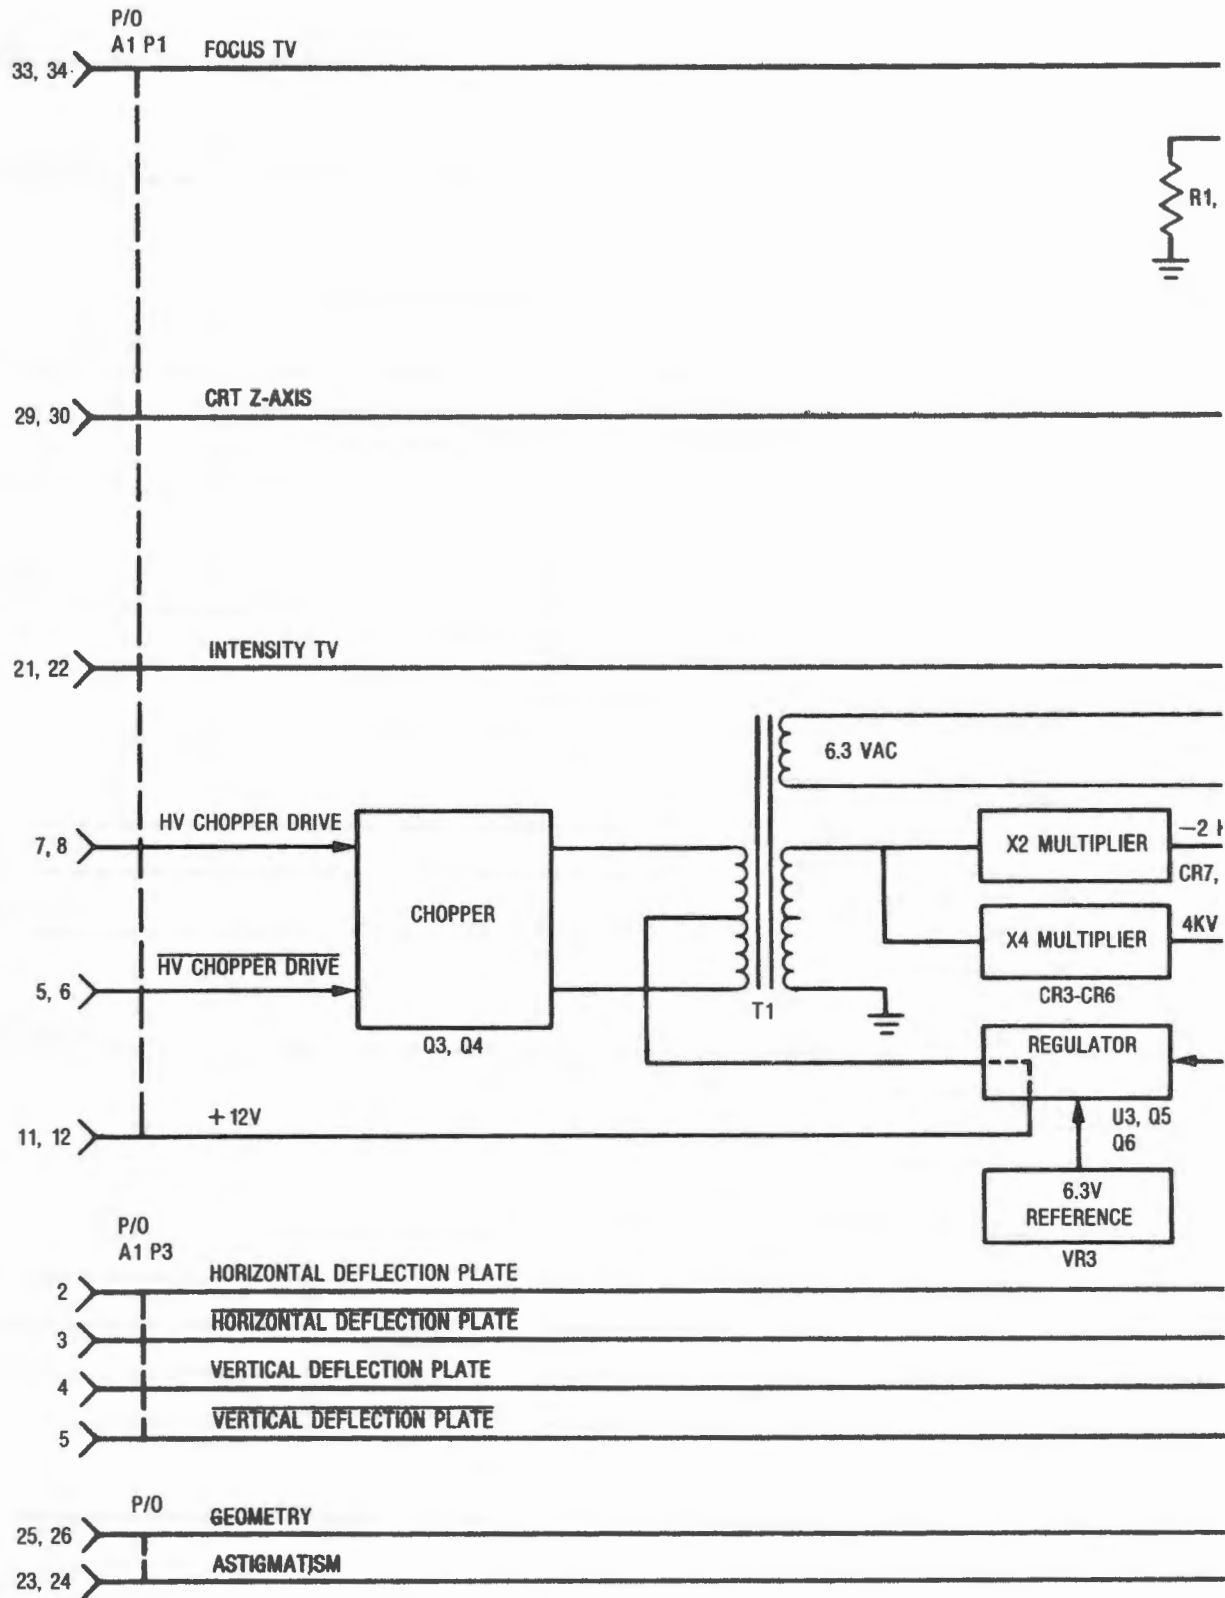 P/O
A1 P1
FOCUS TV
33, 34
R1,
CRT Z-AXIS
29, 30
INTENSITY TV
21, 22
6.3 VAC
HV CHOPPER DRIVE
7, 8
X2 MULTIPLIER
−2
CR7,
CHOPPER
X4 MULTIPLIER
4KV
HV CHOPPER DRIVE
5, 6
CR3-CR6
T1
Q3, Q4
REGULATOR
+12V
11, 12
U3, Q5
Q6
6.3V
REFERENCE
VR3
P/O
A1 P3
HORIZONTAL DEFLECTION PLATE
2
HORIZONTAL DEFLECTION PLATE
3
VERTICAL DEFLECTION PLATE
4
VERTICAL DEFLECTION PLATE
5
P/O
GEOMETRY
25, 26
ASTIGMATISM
23, 24